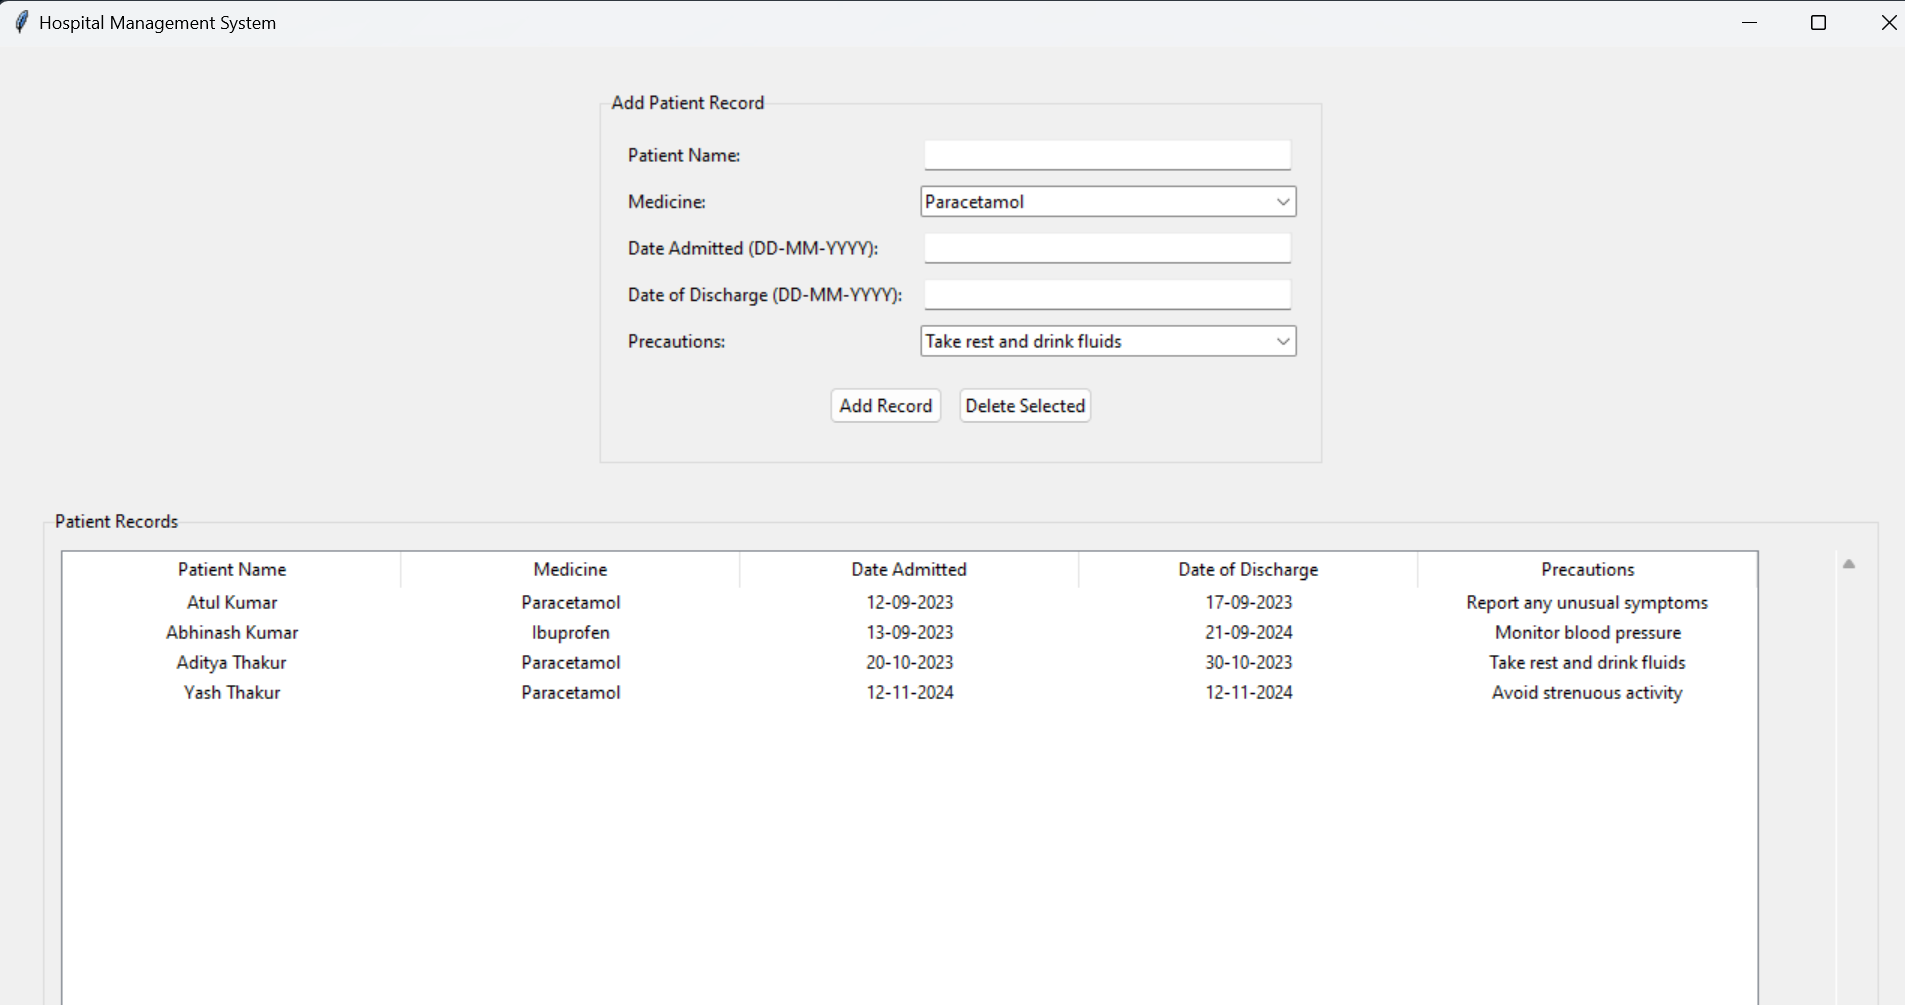 Hospital Management System
Add Patient Record
Patient Name:
Medicine: Paracetamol
Date Admitted (DD-MM-YYYY):
Date of Discharge (DD-MM-YYYY):
Precautions: Take rest and drink fluids
Add Record Delete Selected
Patient Records
Patient Name Medicine Date Admitted Date of Discharge Precautions
Atul Kumar Paracetamol 12-09-2023 17-09-2023 Report any unusual symptoms
Abhinash Kumar Ibuprofen 13-09-2023 21-09-2024 Monitor blood pressure
Aditya Thakur Paracetamol 20-10-2023 30-10-2023 Take rest and drink fluids
Yash Thakur Paracetamol 12-11-2024 12-11-2024 Avoid strenuous activity